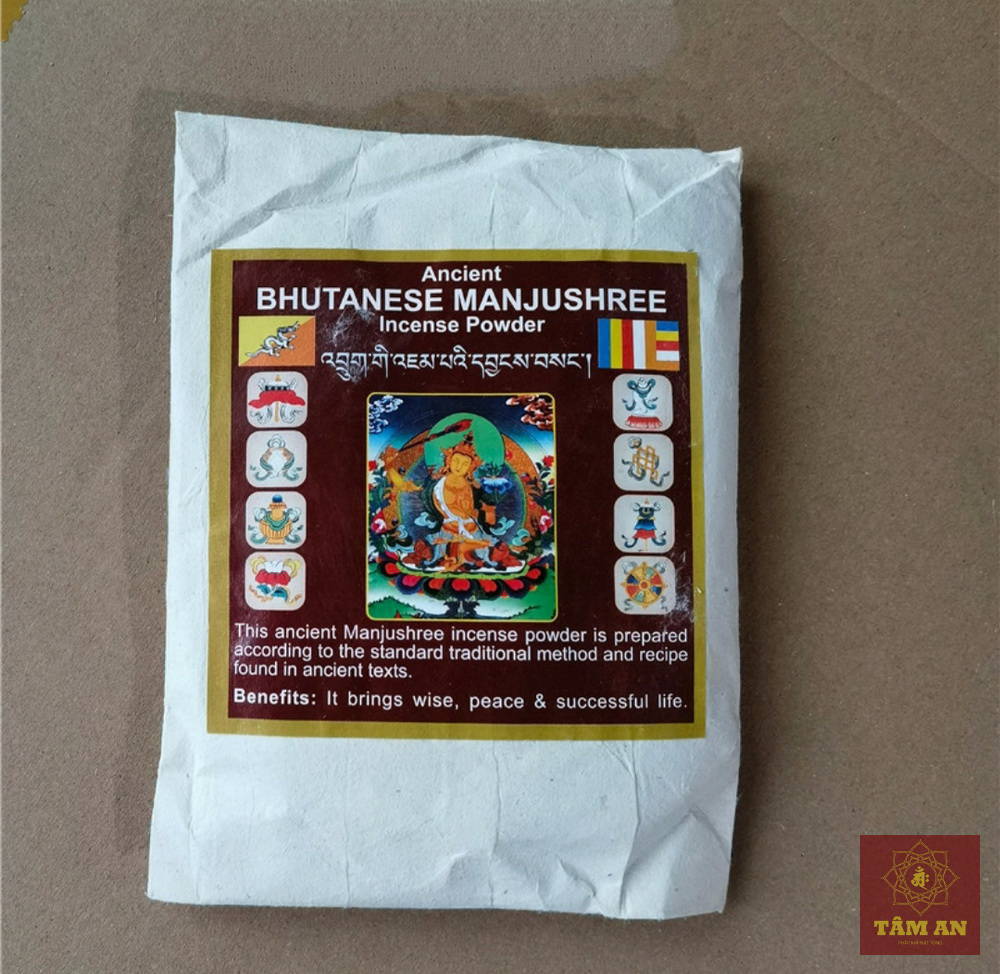 Ancient
BHUTANESE MANJUSHREE
Incense Powder
འབྲུག་གི་འཇམ་པའི་དབྱངས་བསང་།
This ancient Manjushree incense powder is prepared
according to the standard traditional method and recipe
found in ancient texts.
Benefits: It brings wise, peace & successful life.
TÂM AN